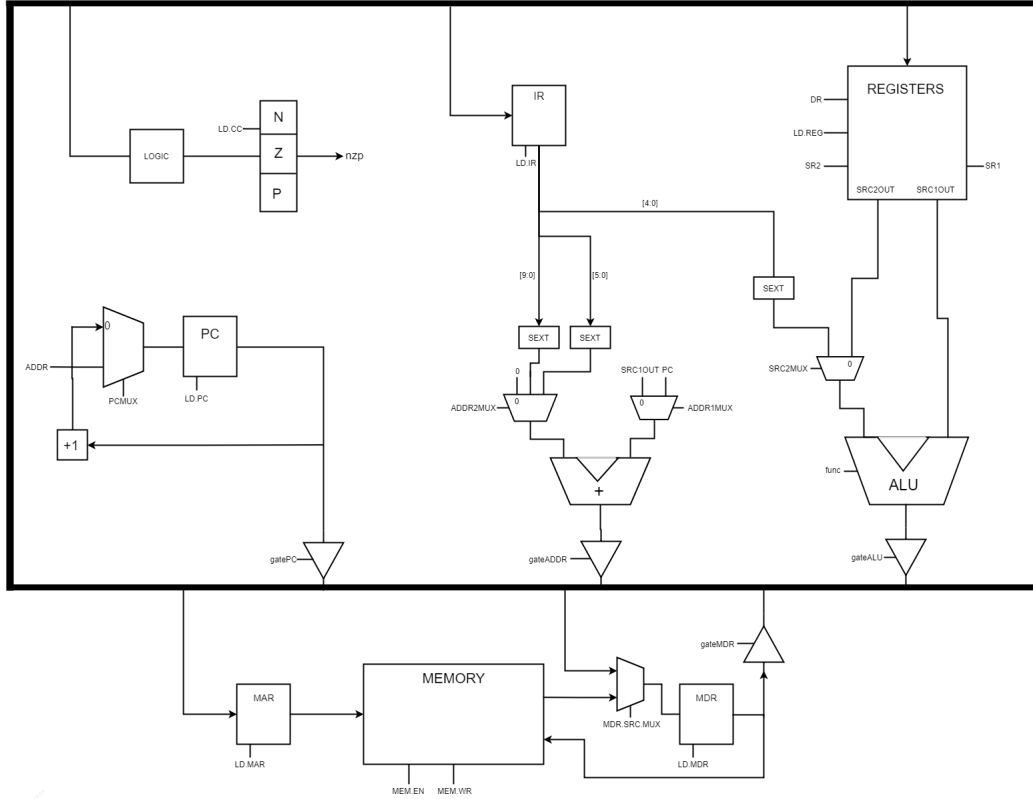 IR
REGISTERS
DR
N
LD.CC
LD.REG
LOGIC
Z
nzp
LD.IR
SR2
SR1
P
SRC2OUT
SRC1OUT
[4:0]
[9:0]
[5:0]
SEXT
0
PC
SEXT
SEXT
ADDR
0
SRC1OUT PC
SRC2MUX
0
LD.PC
PCMUX
ADDR2MUX
0
0
ADDR1MUX
+1
func
ALU
+
gatePC
gateADDR
gateALU
gateMDR
MEMORY
MAR
MDR
MDR.SRC.MUX
LD.MAR
LD.MDR
MEM.EN
MEM.WR